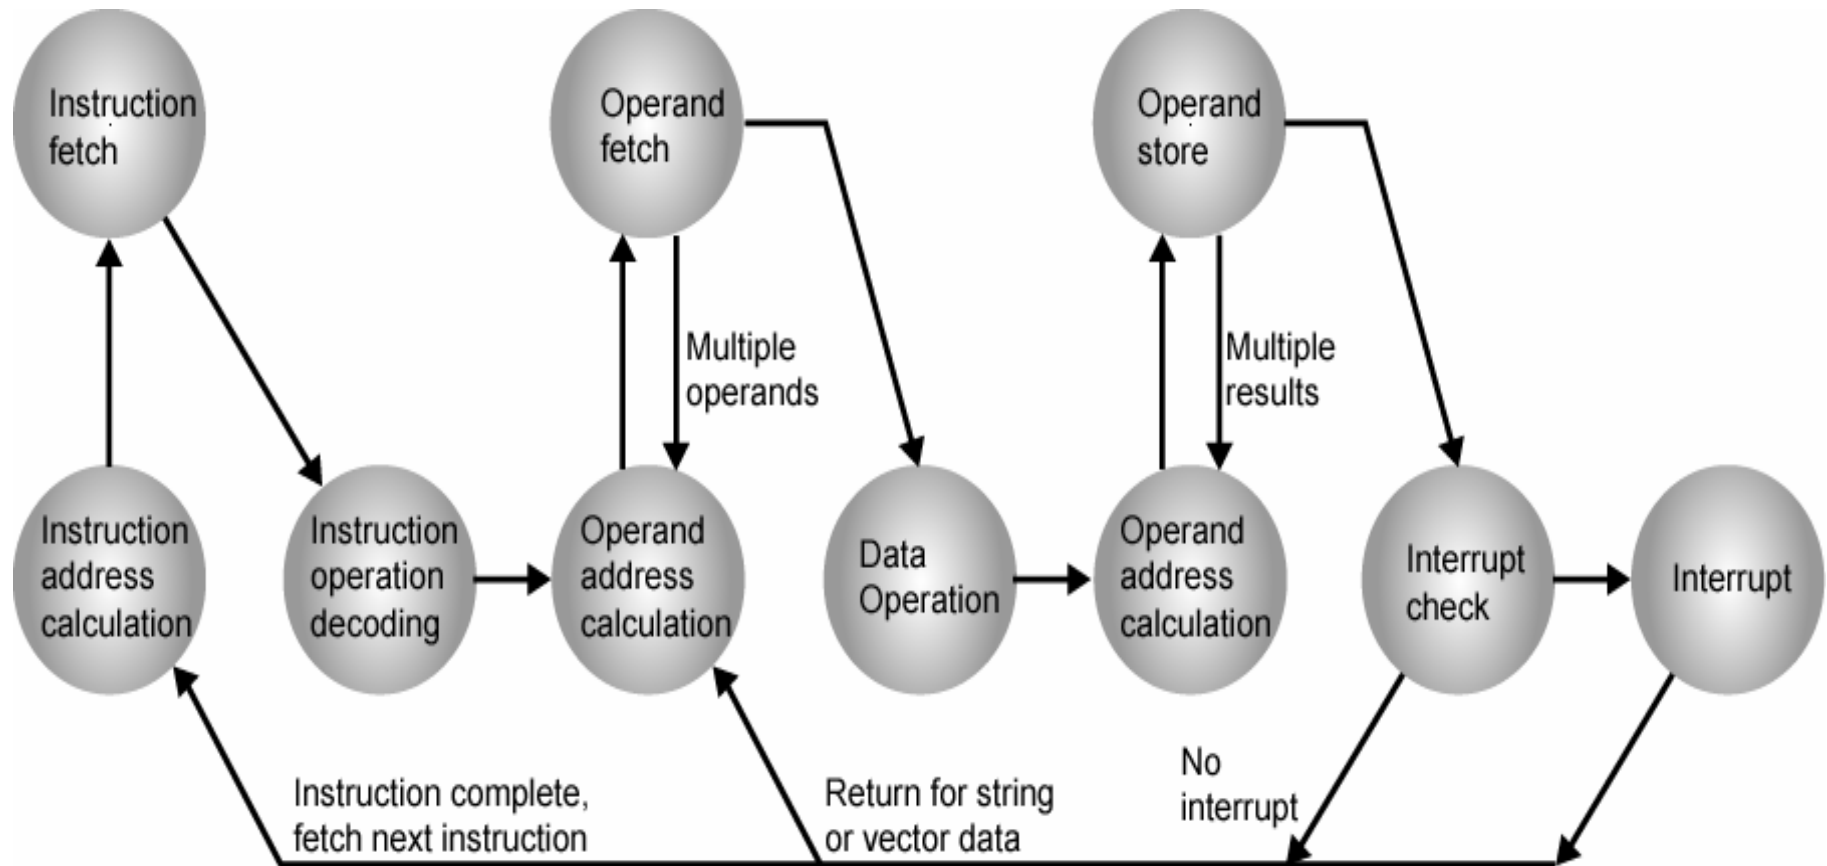 Instruction
fetch
Operand
fetch
Operand
store
Multiple
operands
Multiple
results
Instruction
address
calculation
Instruction
operation
decoding
Operand
address
calculation
Data
Operation
Operand
address
calculation
Interrupt
check
Interrupt
Instruction complete,
fetch next instruction
Return for string
or vector data
No
interrupt